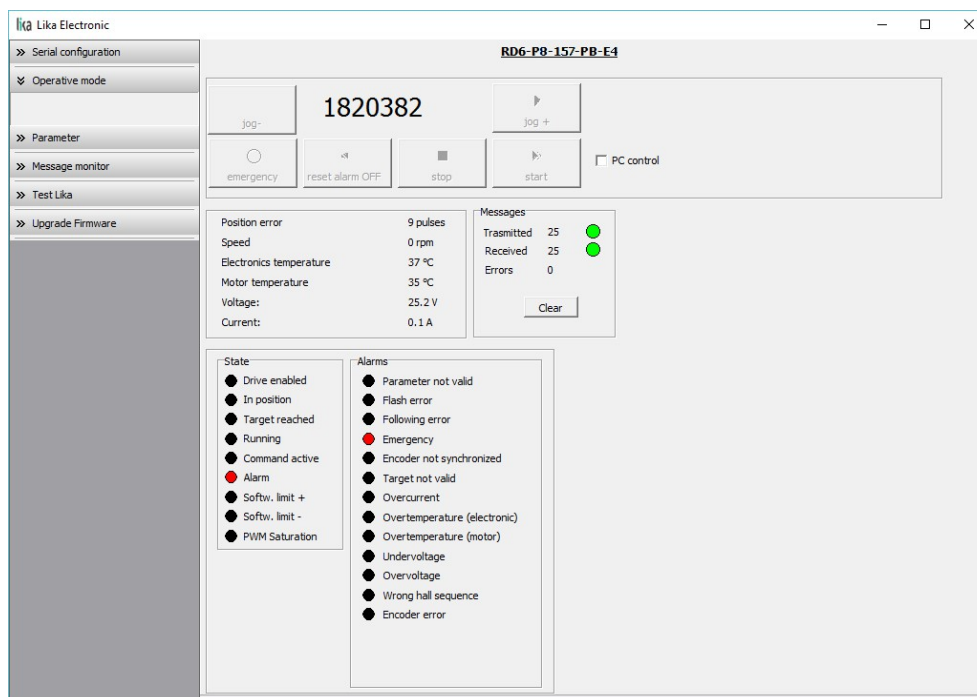 lika Lika Electronic
Serial configuration
Operative mode
Parameter
Message monitor
Test Lika
Upgrade Firmware
RD6-P8-157-PB-E4
jog-
1820382
jog +
emergency
reset alarm OFF
stop
start
PC control
Position error 9 pulses
Speed 0 rpm
Electronics temperature 37 ºC
Motor temperature 35 ºC
Voltage: 25.2 V
Current: 0.1 A
Messages
Trasmitted 25
Received 25
Errors 0
Clear
State
Drive enabled
In position
Target reached
Running
Command active
Alarm
Softw. limit +
Softw. limit -
PWM Saturation
Alarms
Parameter not valid
Flash error
Following error
Emergency
Encoder not synchronized
Target not valid
Overcurrent
Overtemperature (electronic)
Overtemperature (motor)
Undervoltage
Overvoltage
Wrong hall sequence
Encoder error